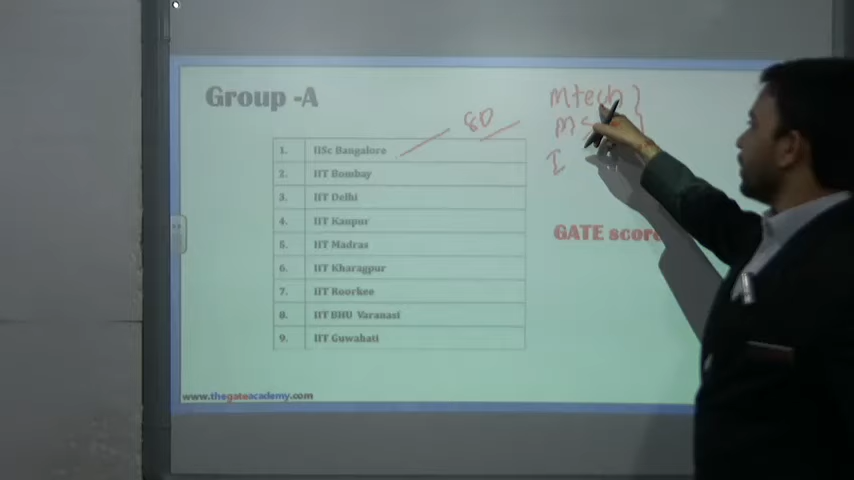 Group -A
80
1. IISc Bangalore
2. IIT Bombay
3. IIT Delhi
4. IIT Kanpur
5. IIT Madras
6. IIT Kharagpur
7. IIT Roorkee
8. IIT BHU Varanasi
9. IIT Guwahati
Mtech
I
GATE score
www.thegateacademy.com